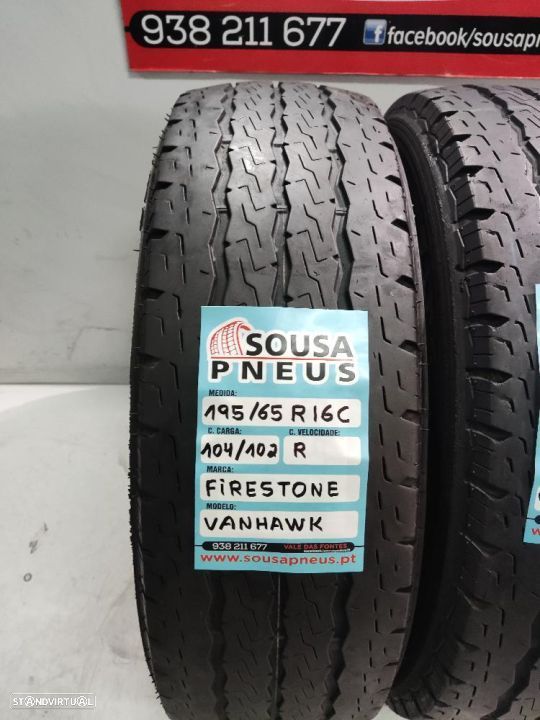 938 211 677 facebook/sousapn
SOUSA
PNEUS
MEDIDA:
195/65 R16C
C. CARGA: C. VELOCIDADE:
104/102 R
MARCA:
FIRESTONE
MODELO:
VANHAWK
938 211 677 VALE DAS FONTES
www.sousapneus.pt
STANDVIRTUAL